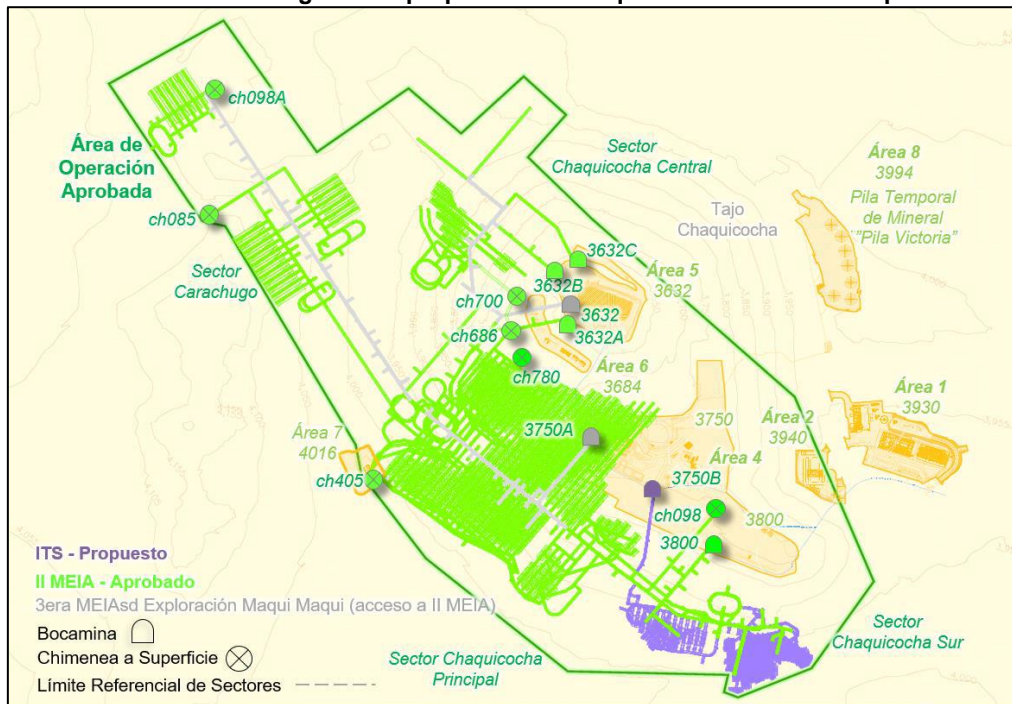 ch098A
Área de
Operación
Aprobada
ch085
Sector
Carachugo
Sector
Chaquicocha Central
Tajo
Chaquicocha
Área 8
3994
Pila Temporal
de Mineral
"Pila Victoria"
3632C
3632B
Área 5
3632
3632
3632A
ch700
ch686
ch780
Área 6
3684
3750A
3750
Área 1
3930
Área 2
3940
Área 4
3750B
Área 7
4016
ch405
ch098
3800
3800
ITS - Propuesto
II MEIA - Aprobado
3era MEIAsd Exploración Maqui Maqui (acceso a II MEIA)
Bocamina
Chimenea a Superficie
Límite Referencial de Sectores
Sector Chaquicocha
Principal
Sector
Chaquicocha Sur